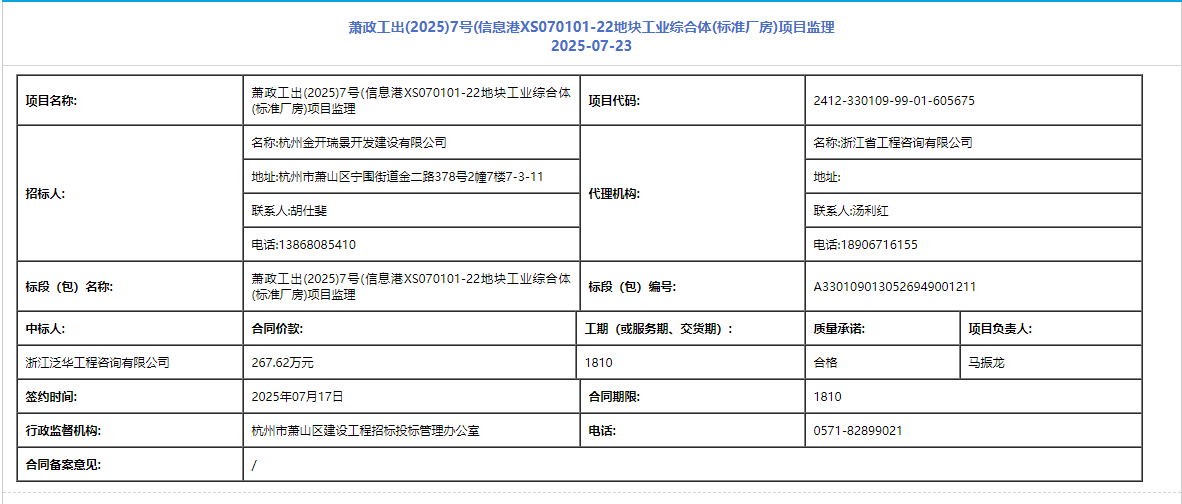 萧政工出(2025)7号(信息港XS070101-22地块工业综合体(标准厂房)项目监理
2025-07-23
项目名称:
萧政工出(2025)7号(信息港XS070101-22地块工业综合体
(标准厂房)项目监理
项目代码:
2412-330109-99-01-605675
招标人:
名称:杭州金开瑞景开发建设有限公司
地址:杭州市萧山区宁围街道金二路378号2幢7楼7-3-11
联系人:胡仕斐
电话:13868085410
代理机构:
名称:浙江省工程咨询有限公司
地址:
联系人:汤利红
电话:18906716155
标段（包）名称:
萧政工出(2025)7号(信息港XS070101-22地块工业综合体
(标准厂房)项目监理
标段（包）编号:
A3301090130526949001211
中标人:
合同价款:
工期（或服务期、交货期）:
质量承诺:
项目负责人:
浙江泛华工程咨询有限公司
267.62万元
1810
合格
马振龙
签约时间:
2025年07月17日
合同期限:
1810
行政监督机构:
杭州市萧山区建设工程招标投标管理办公室
电话:
0571-82899021
合同备案意见:
/